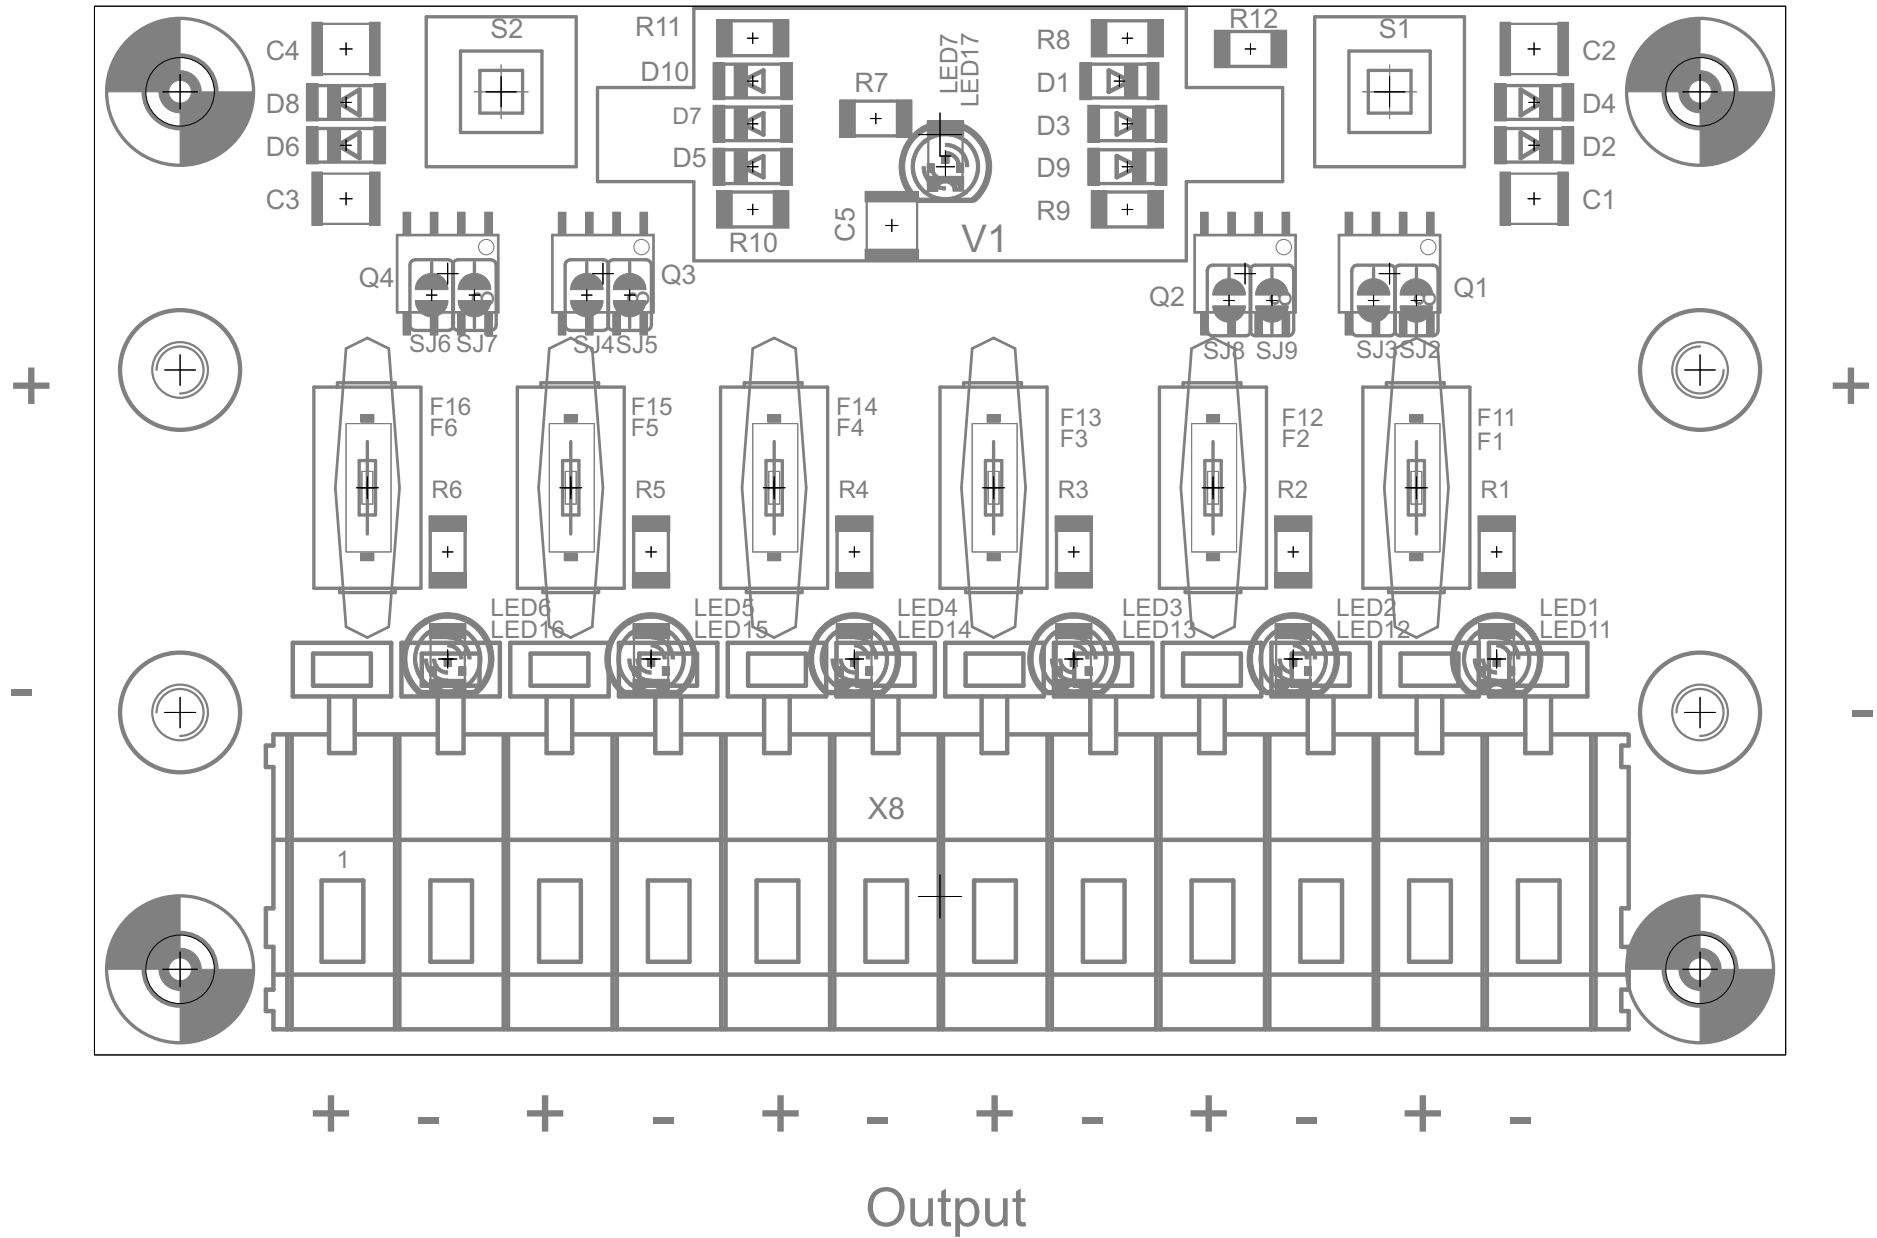 C4 S2 R11 R8 R12 S1 C2
LED7
LED17
D10 R7 D1
D8 D7 D3 D4
D6 D5 D9 D2
C3 R10 C5 V1 R9 C1
Q4 Q3 Q2 Q1
SJ6 SJ7 SJ4 SJ5 SJ8 SJ9 SJ3 SJ2
+ +
F16 F15 F14 F13 F12 F11
F6 F5 F4 F3 F2 F1
R6 R5 R4 R3 R2 R1
LED6 LED5 LED4 LED3 LED2 LED1
LED16 LED15 LED14 LED13 LED12 LED11
- -
X8
1
+ - + - + - + - + - + -
Output